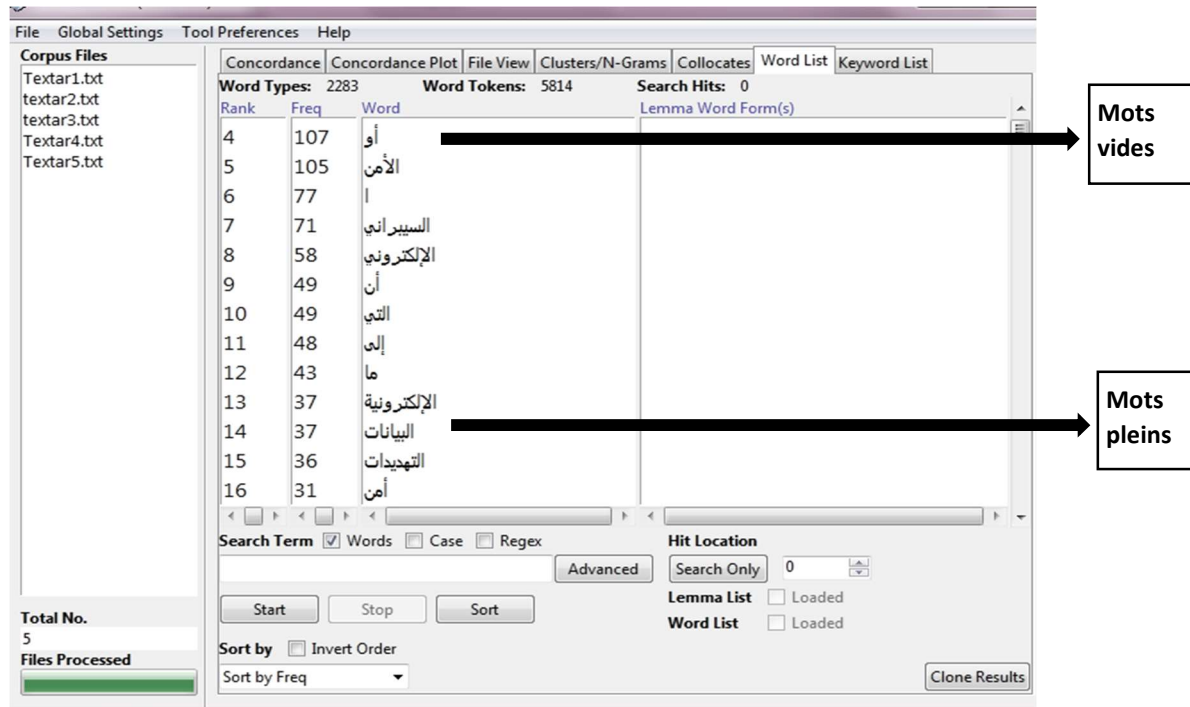 File Global Settings Tool Preferences Help
Corpus Files
Textar1.txt
textar2.txt
textar3.txt
Textar4.txt
Textar5.txt
Concordance Concordance Plot File View Clusters/N-Grams Collocates Word List Keyword List
Word Types: 2283 Word Tokens: 5814 Search Hits: 0
Rank Freq Word Lemma Word Form(s)
4 107 أو
5 105 الأمن
6 77 ا
7 71 السيبراني
8 58 الإلكتروني
9 49 أن
10 49 التي
11 48 إلى
12 43 ما
13 37 الإلكترونية
14 37 البيانات
15 36 التهديدات
16 31 أمن
Mots
vides
Mots
pleins
Search Term Words Case Regex Hit Location
Advanced Search Only 0
Start Stop Sort Lemma List Loaded
Word List Loaded
Sort by Invert Order
Sort by Freq Clone Results
Total No.
5
Files Processed